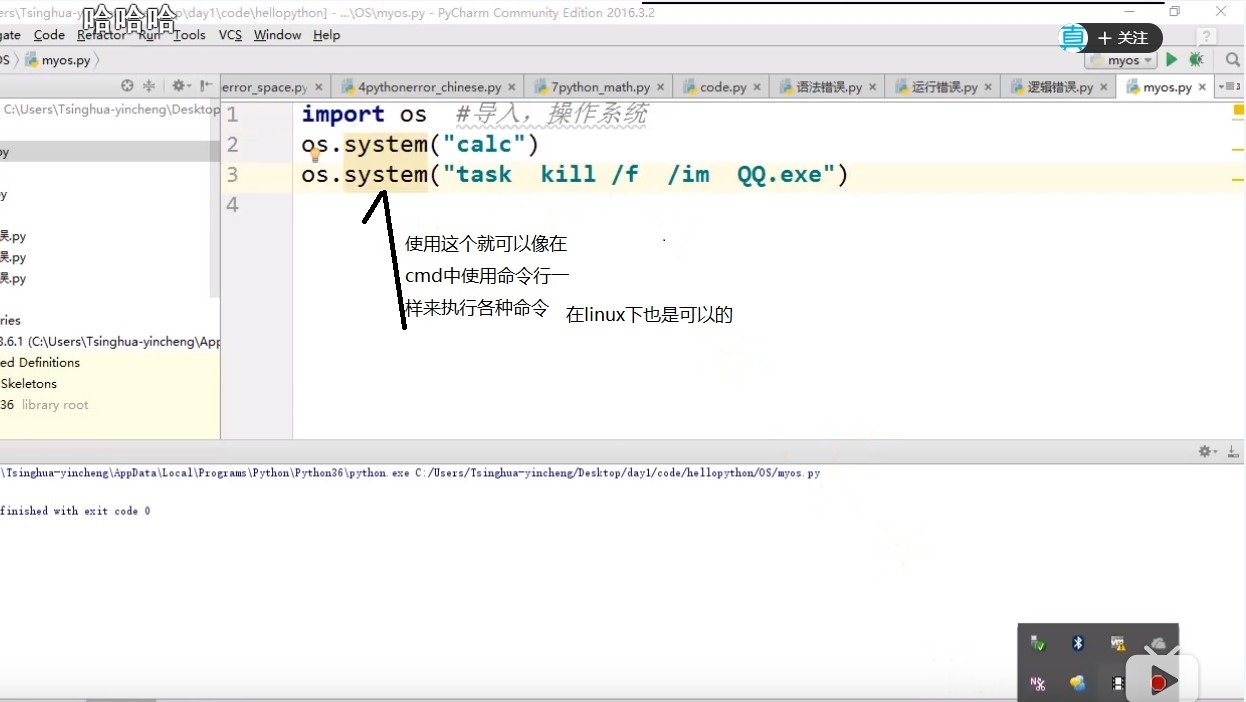 ers\Tsinghua-y
p\day1\code\hellopython] - ...\OS\myos.py - PyCharm Community Edition 2016.3.2
哈哈哈
gate Code Refactor Run Tools VCS Window Help
+ 关注
OS myos.py
myos
error_space.py 4pythonerror_chinese.py 7python_math.py code.py 语法错误.py 运行错误.py 逻辑错误.py myos.py
C:\Users\Tsinghua-yincheng\Desktop
1 import os #导入，操作系统
2 os.system("calc")
3 os.system("task kill /f /im QQ.exe")
4
py
y
误.py
误.py
误.py
使用这个就可以像在
cmd中使用命令行一
样来执行各种命令
在linux下也是可以的
ries
3.6.1 (C:\Users\Tsinghua-yincheng\App
ed Definitions
Skeletons
36 library root
\Tsinghua-yincheng\AppData\Local\Programs\Python\Python36\python.exe C:/Users/Tsinghua-yincheng/Desktop/day1/code/hellopython/OS/myos.py
finished with exit code 0